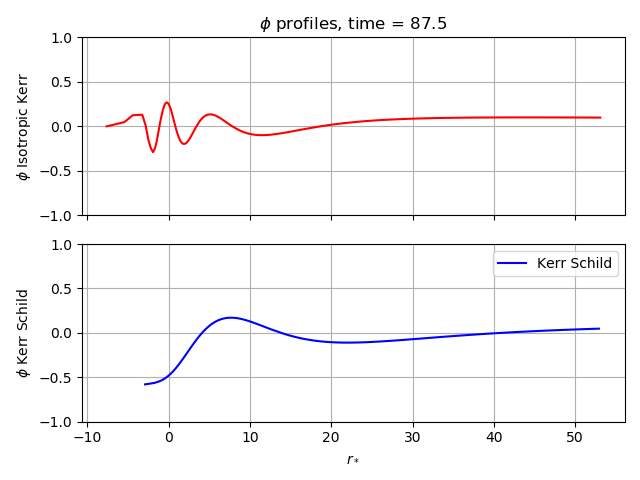 ϕ profiles, time = 87.5
ϕ Isotropic Kerr
1.0
0.5
0.0
−0.5
−1.0
ϕ Kerr Schild
1.0
0.5
0.0
−0.5
−1.0
Kerr Schild
−10 0 10 20 30 40 50
r*